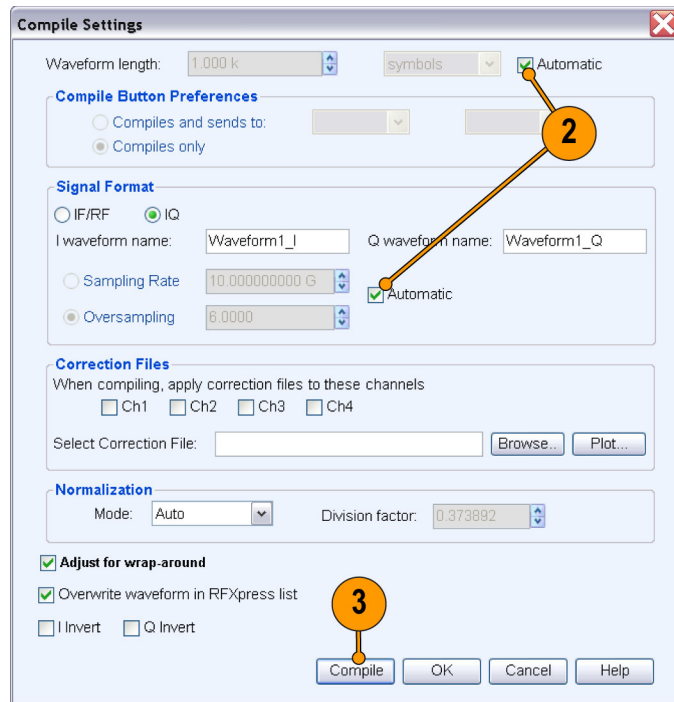 Compile Settings
Waveform length: 1.000 k symbols Automatic
Compile Button Preferences
Compiles and sends to:
Compiles only
2
Signal Format
IF/RF IQ
I waveform name: Waveform1_I Q waveform name: Waveform1_Q
Sampling Rate 10.000000000 G
Automatic
Oversampling 6.0000
Correction Files
When compiling, apply correction files to these channels
Ch1 Ch2 Ch3 Ch4
Select Correction File: Browse.. Plot...
Normalization
Mode: Auto Division factor: 0.373892
Adjust for wrap-around
Overwrite waveform in RFXpress list
3
I Invert Q Invert
Compile OK Cancel Help